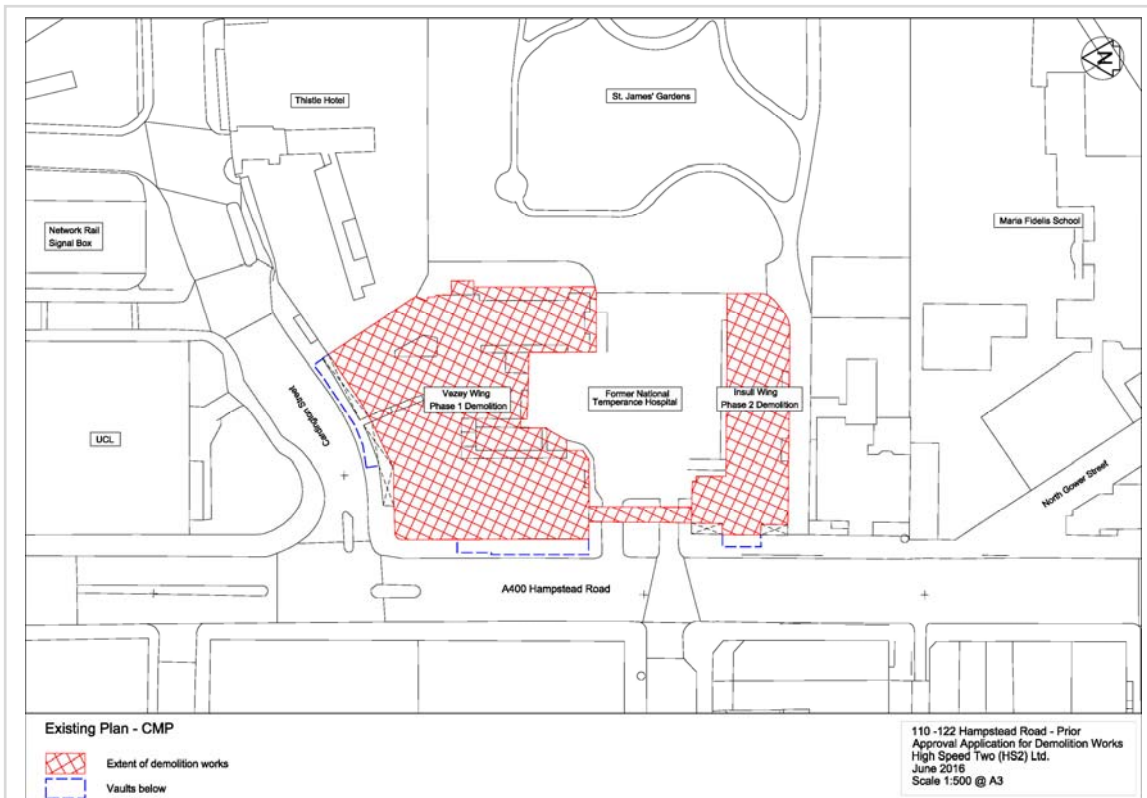 N
Thistle Hotel
St. James' Gardens
Network Rail
Signal Box
Maria Fidelis School
Cardington Street
Vezey Wing
Phase 1 Demolition
Former National
Temperance Hospital
Insull Wing
Phase 2 Demolition
UCL
North Gower Street
A400 Hampstead Road
Existing Plan - CMP
Extent of demolition works
Vaults below
110 -122 Hampstead Road - Prior
Approval Application for Demolition Works
High Speed Two (HS2) Ltd.
June 2016
Scale 1:500 @ A3